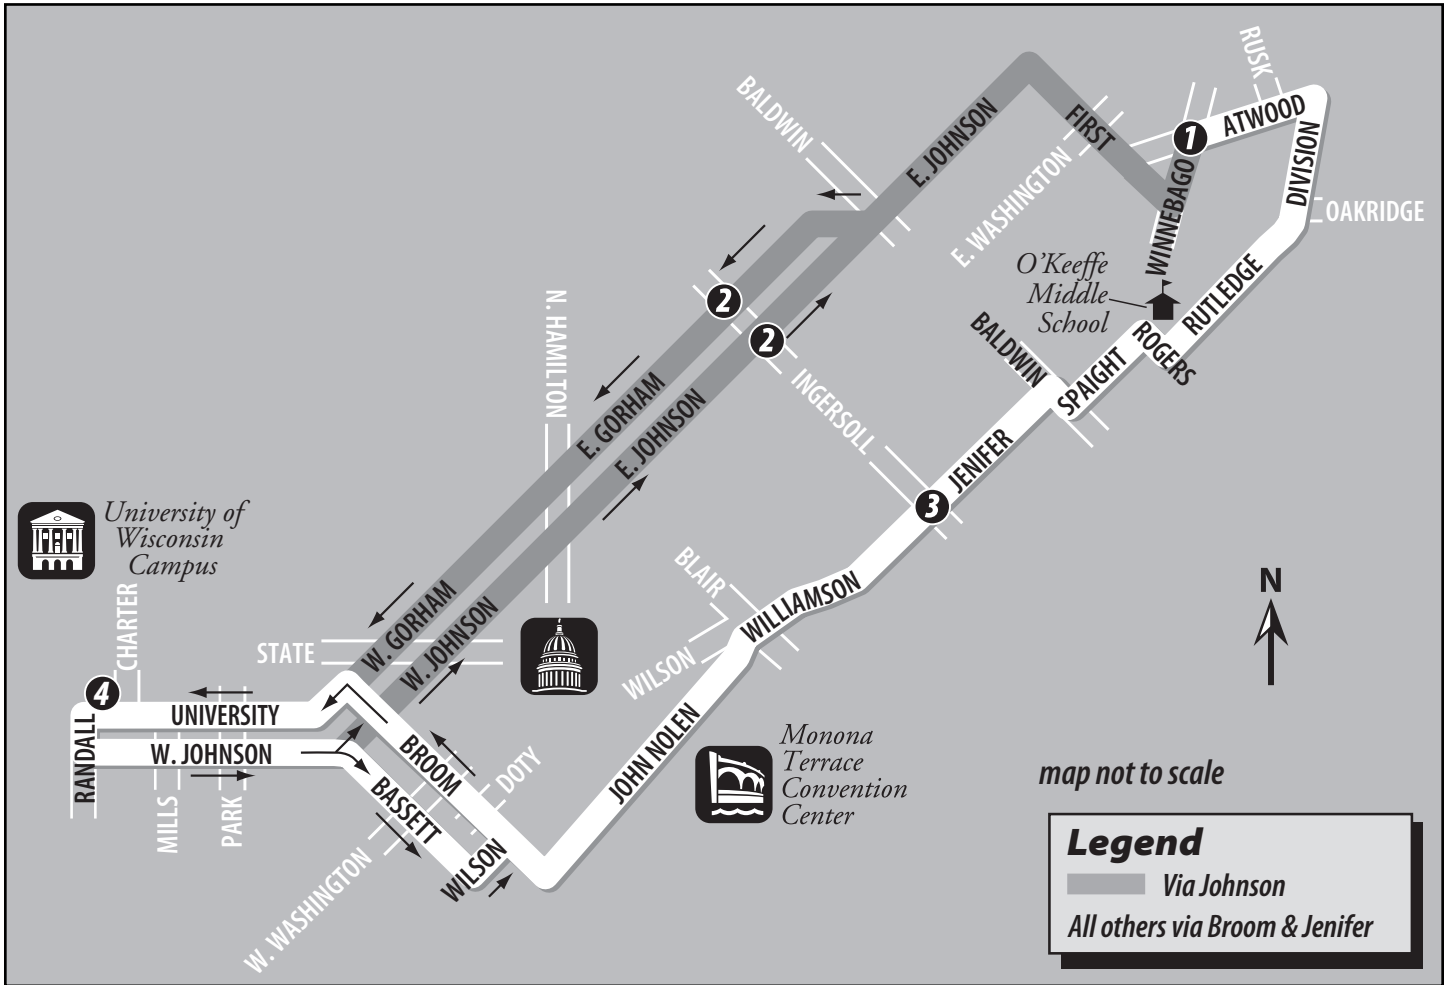 RUSK
BALDWIN
E. JOHNSON
FIRST
1
ATWOOD
DIVISION
E. WASHINGTON
WINNEBAGO
OAKRIDGE
O'Keeffe
Middle
School
2
2
N. HAMILTON
INGERSOLL
BALDWIN
ROGERS
RUTLEDGE
SPAIGHT
E. GORHAM
E. JOHNSON
JENIFER
3
University of
Wisconsin
Campus
CHARTER
STATE
W. GORHAM
W. JOHNSON
BLAIR
WILSON
WILLIAMSON
N
4
RANDALL
UNIVERSITY
W. JOHNSON
MILLS
PARK
BROOM
BASSETT
DOTY
WILSON
W. WASHINGTON
JOHN NOLEN
Monona
Terrace
Convention
Center
map not to scale
Legend
Via Johnson
All others via Broom & Jenifer